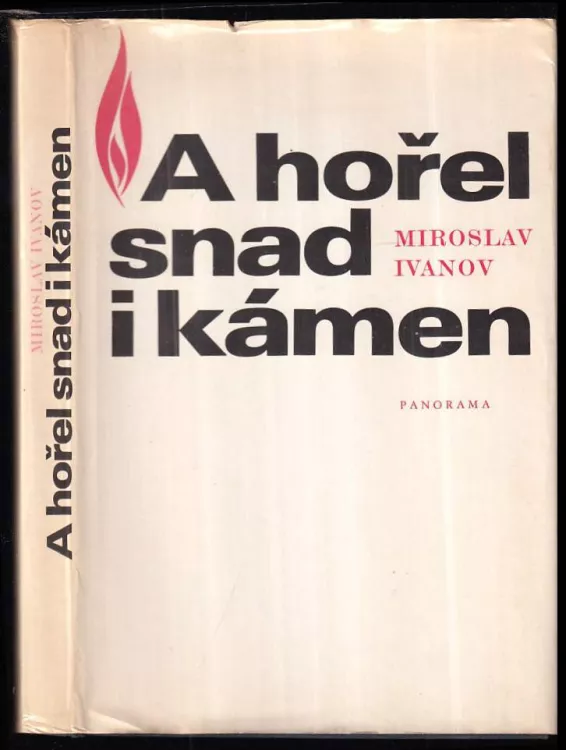 A hořel
snad
i kámen
MIROSLAV
IVANOV
PANORAMA
MIROSLAV IVANOV
A hořel snad i kámen